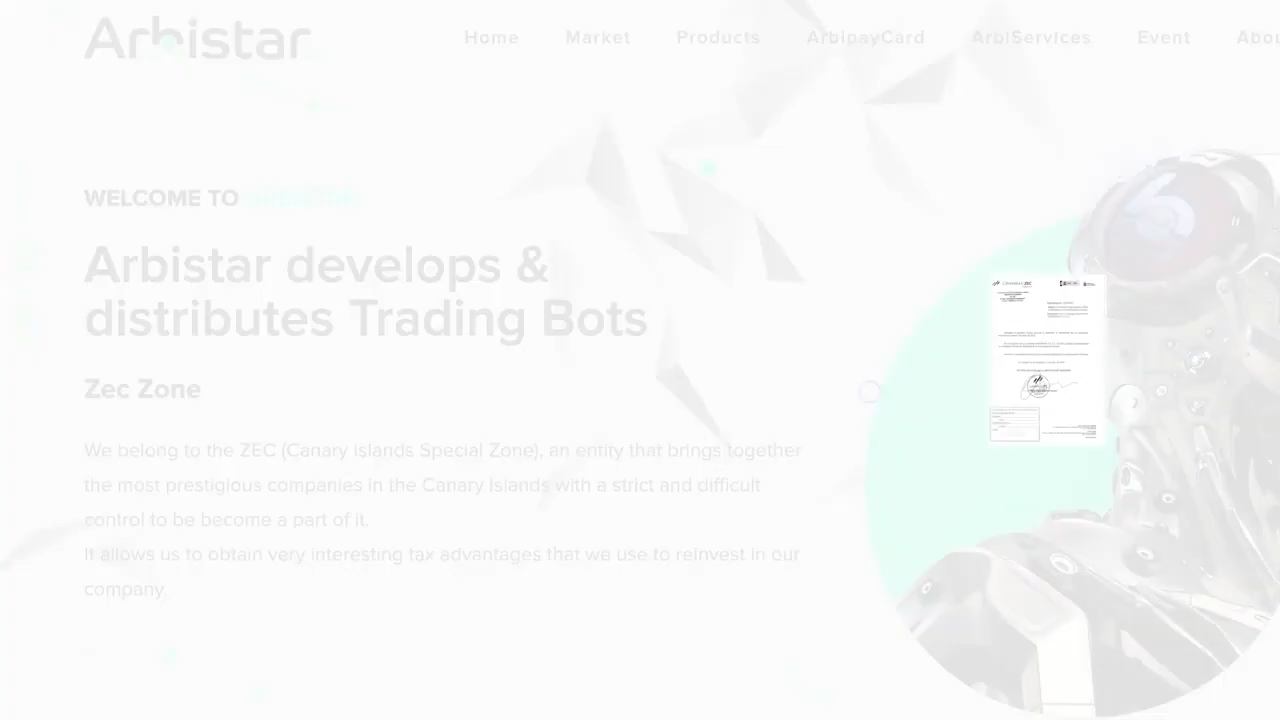 Arbistar
Home Market Products ArbipayCard ArbiServices Event Abou
WELCOME TO ARBISTAR
Arbistar develops &
distributes Trading Bots
Zec Zone
We belong to the ZEC (Canary Islands Special Zone), an entity that brings together
the most prestigious companies in the Canary Islands with a strict and difficult
control to be become a part of it.
It allows us to obtain very interesting tax advantages that we use to reinvest in our
company.